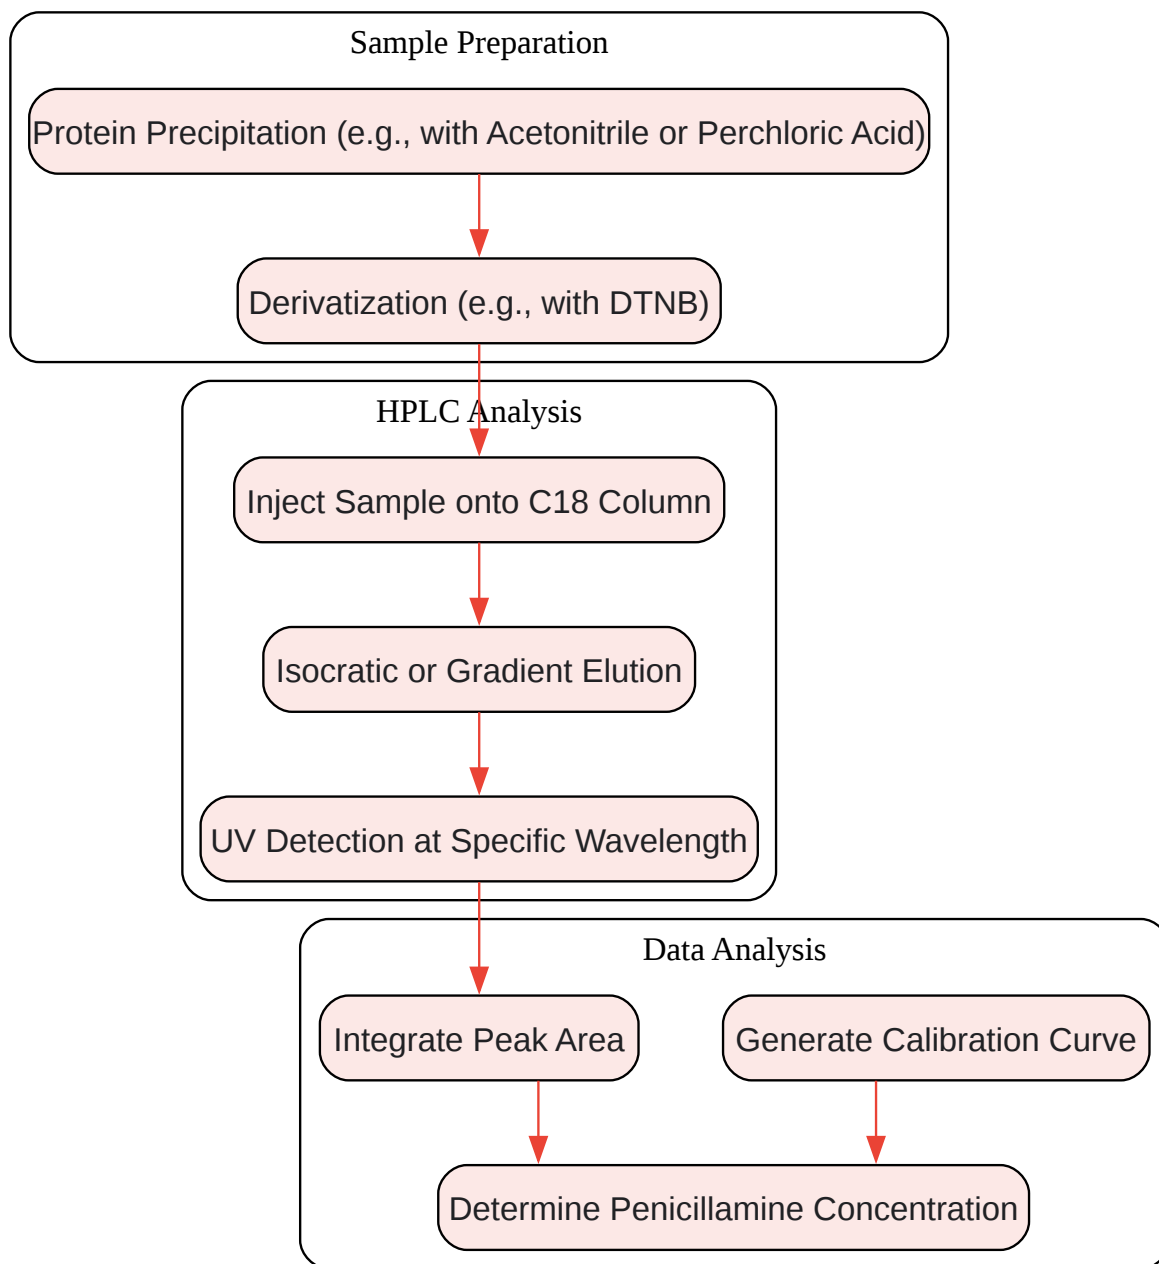 Sample Preparation
Protein Precipitation (e.g., with Acetonitrile or Perchloric Acid)
Derivatization (e.g., with DTNB)
HPLC Analysis
Inject Sample onto C18 Column
Isocratic or Gradient Elution
UV Detection at Specific Wavelength
Data Analysis
Integrate Peak Area
Generate Calibration Curve
Determine Penicillamine Concentration